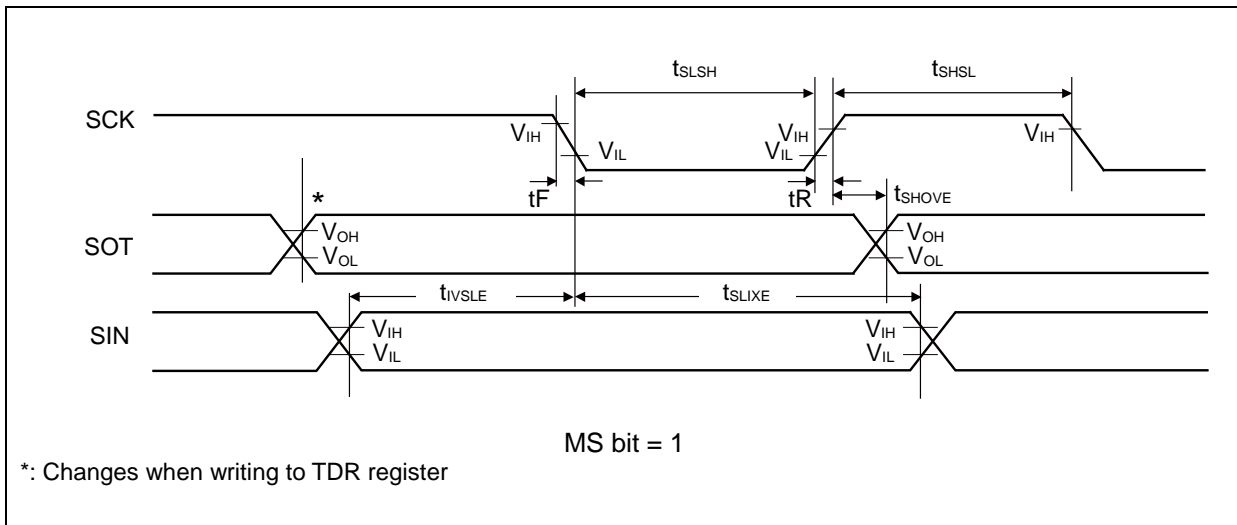 tSLSH
tSHSL
SCK
VIH
VIL
VIL
VIH
VIH
tF
tR
tSHOVE
*
SOT
VOH
VOL
VOH
VOL
tIVSLE
tSLIXE
SIN
VIH
VIL
VIH
VIL
MS bit = 1
*: Changes when writing to TDR register